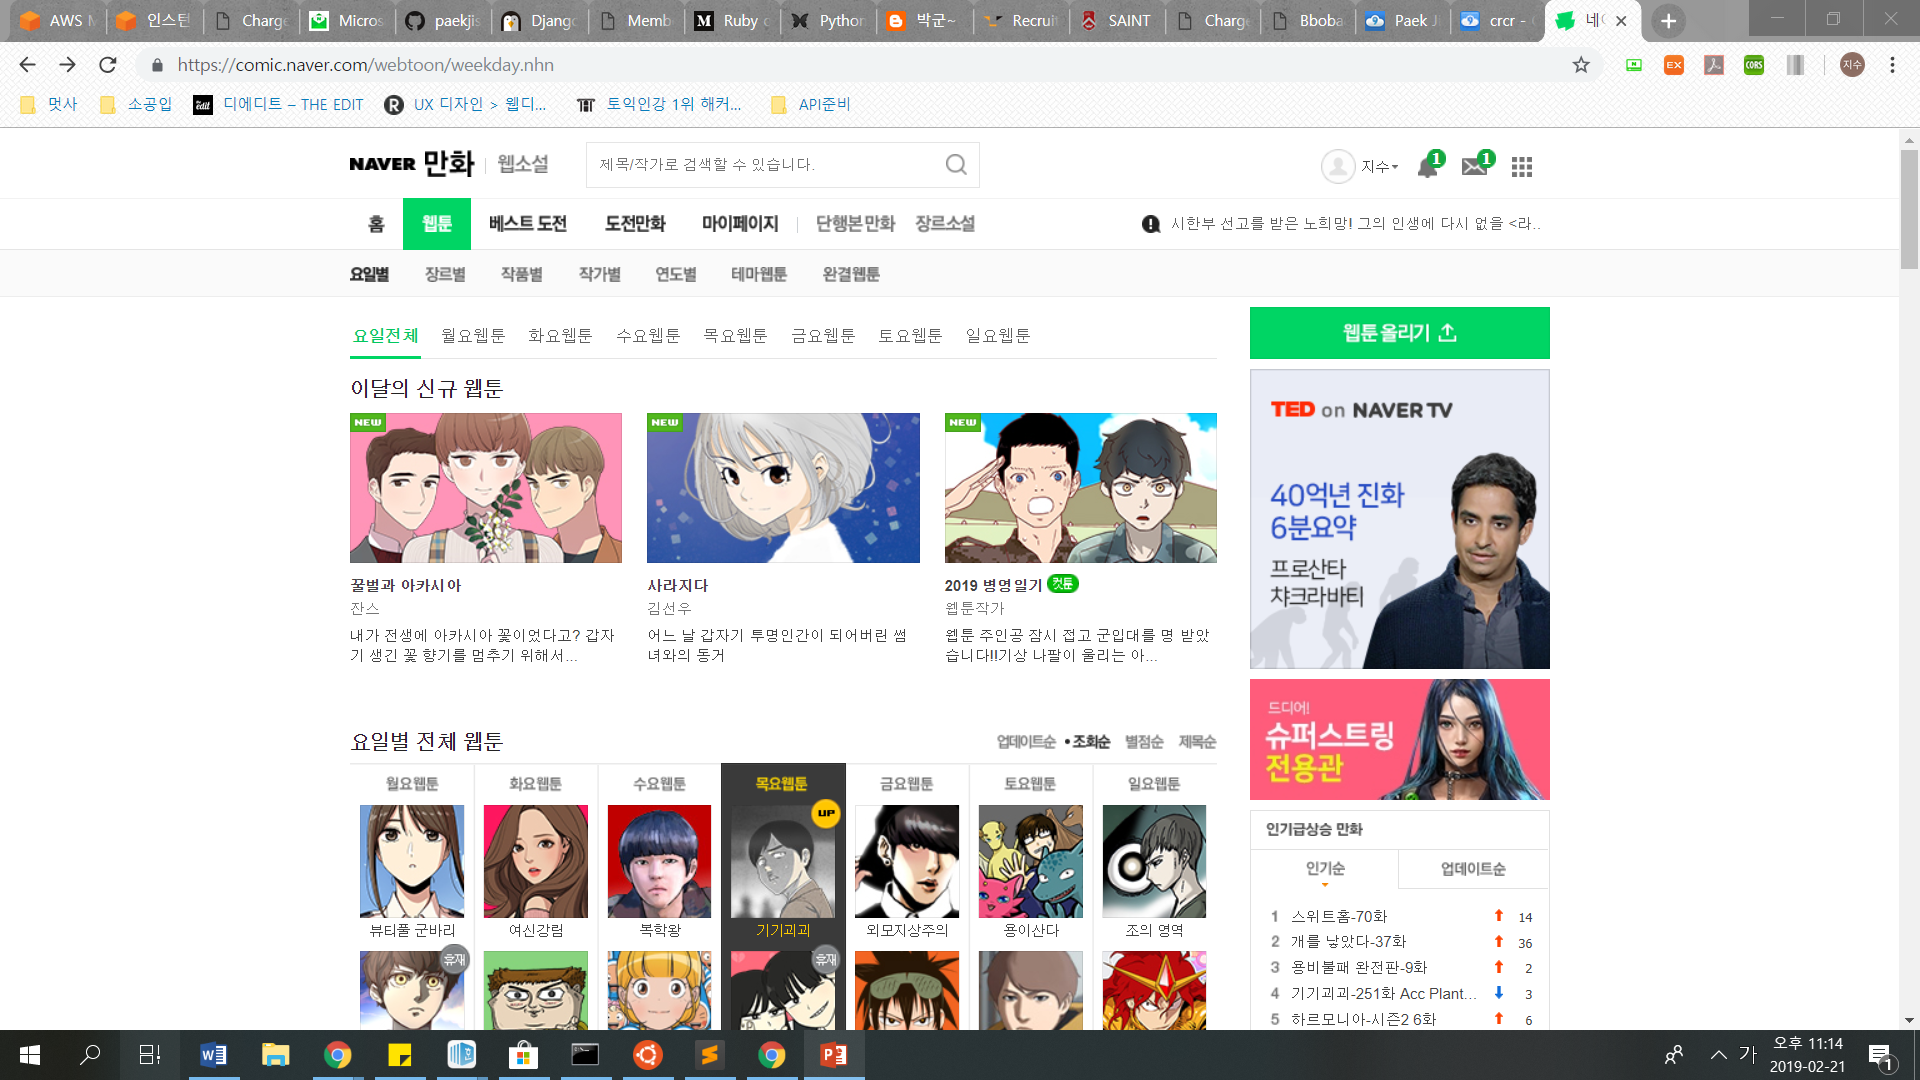 AWS M
인스턴
Charge
Micros
paekjis
Django
Memb
Ruby o
Python
박군~
Recruit
SAINT
Charge
Bboba
Paek J
crcr -
https://comic.naver.com/webtoon/weekday.nhn
EX
CORS
지수
멋사
소공입
디에디트 – THE EDIT
UX 디자인 > 웹디...
토익인강 1위 해커...
API준비
NAVER 만화
웹소설
제목/작가로 검색할 수 있습니다.
지수
1
1
홈
웹툰
베스트 도전
도전만화
마이페이지
단행본 만화
장르소설
시한부 선고를 받은 노희망! 그의 인생에 다시 없을 <라..
요일별
장르별
작품별
작가별
연도별
테마웹툰
완결웹툰
요일전체
월요웹툰
화요웹툰
수요웹툰
목요웹툰
금요웹툰
토요웹툰
일요웹툰
웹툰 올리기
이달의 신규 웹툰
NEW
NEW
NEW
꿀벌과 아카시아
잔스
내가 전생에 아카시아 꽃이었다고? 갑자
기 생긴 꽃 향기를 멈추기 위해서...
사라지다
김선우
어느 날 갑자기 투명인간이 되어버린 썸
녀와의 동거
2019 병영일기 컷툰
웹툰작가
웹툰 주인공 잠시 접고 군입대를 명 받았
습니다!!기상 나팔이 울리는 아...
TED on NAVER TV
40억년 진화
6분요약
프로산타
챠크라바티
드디어!
슈퍼스트링
전용관
요일별 전체 웹툰
업데이트순
조회순
별점순
제목순
월요웹툰
화요웹툰
수요웹툰
목요웹툰
금요웹툰
토요웹툰
일요웹툰
UP
뷰티풀 군바리
여신강림
복학왕
기기괴괴
외모지상주의
용이산다
조의 영역
휴재
휴재
인기급상승 만화
인기순
업데이트순
1 스위트홈-70화 14
2 개를 낳았다-37화 36
3 용비불패 완전판-9화 2
4 기기괴괴-251화 Acc Plant... 3
5 하르모니아-시즌2 6화 6
가
오후 11:14
2019-02-21
1